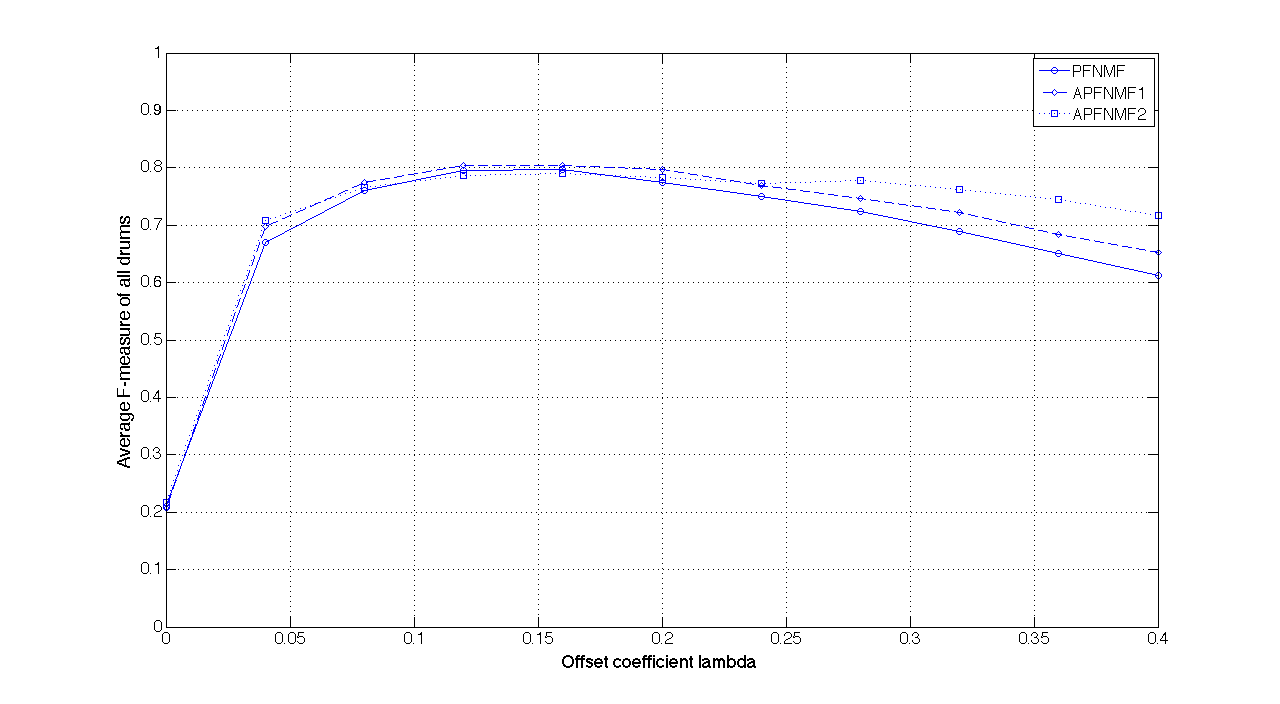 1
0.9
0.8
0.7
0.6
0.5
0.4
0.3
0.2
0.1
0
Average F-measure of all drums
PFNMF
APFNMF1
APFNMF2
0 0.05 0.1 0.15 0.2 0.25 0.3 0.35 0.4
Offset coefficient lambda